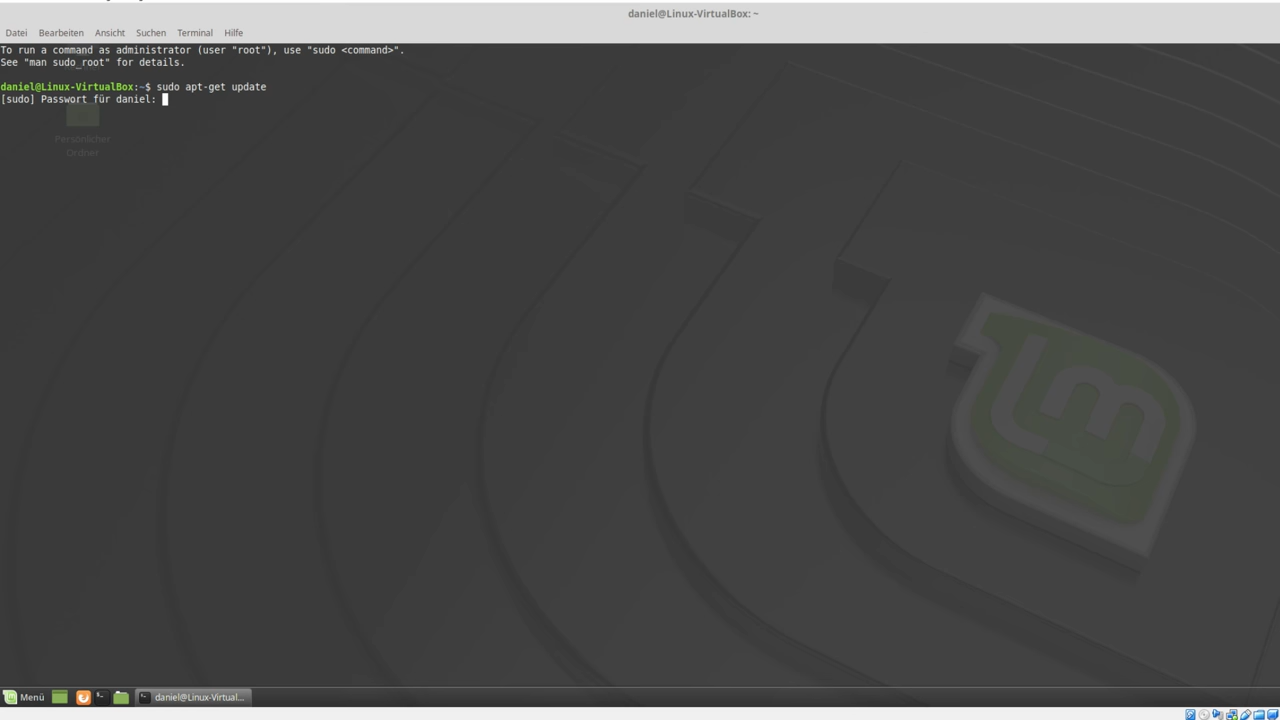 daniel@Linux-VirtualBox: ~
Datei Bearbeiten Ansicht Suchen Terminal Hilfe
To run a command as administrator (user "root"), use "sudo <command>".
See "man sudo_root" for details.
daniel@Linux-VirtualBox:~$ sudo apt-get update
[sudo] Passwort für daniel:
Persönlicher
Ordner
Menü daniel@Linux-Virtual...